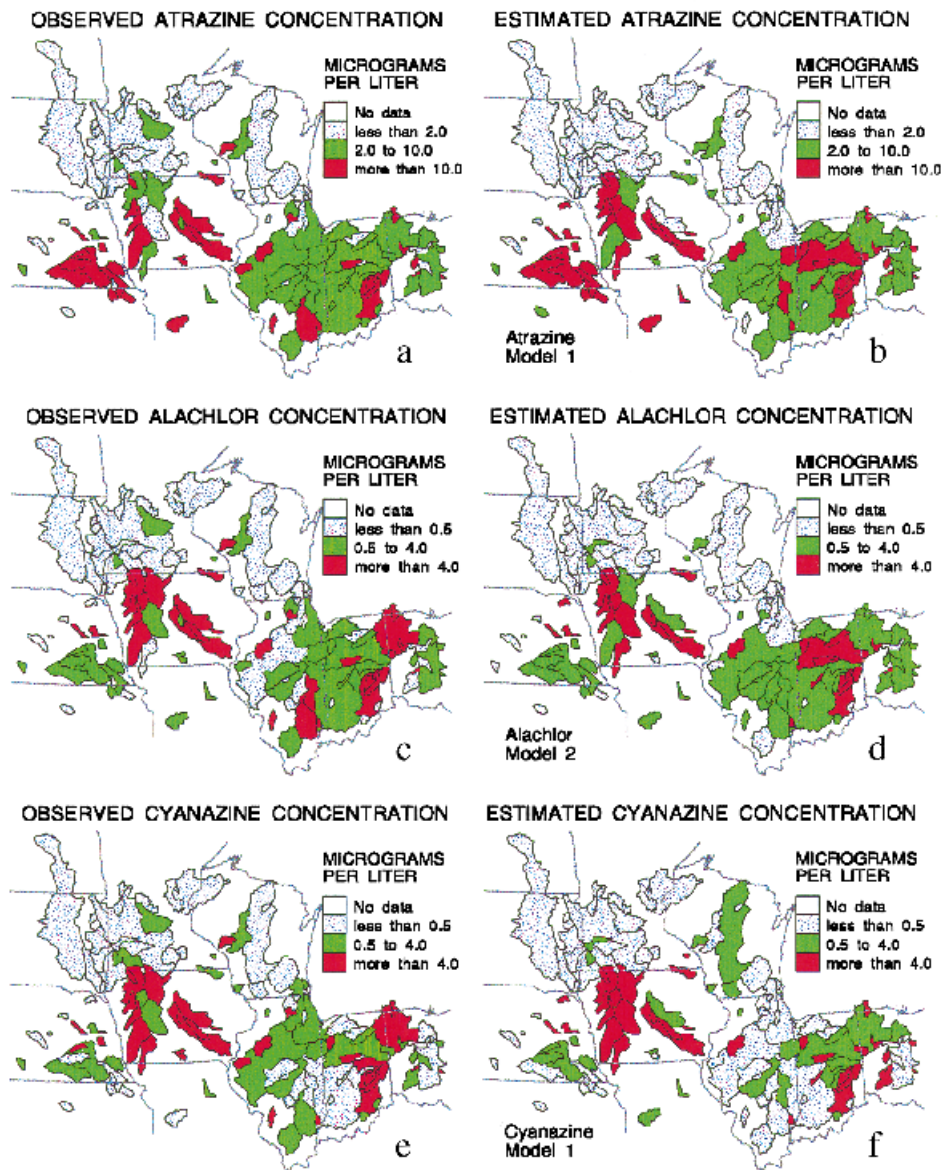 OBSERVED ATRAZINE CONCENTRATION
MICROGRAMS
PER LITER
No data
less than 2.0
2.0 to 10.0
more than 10.0
a
ESTIMATED ATRAZINE CONCENTRATION
MICROGRAMS
PER LITER
No data
less than 2.0
2.0 to 10.0
more than 10.0
Atrazine
Model 1
b
OBSERVED ALACHLOR CONCENTRATION
MICROGRAMS
PER LITER
No data
less than 0.5
0.5 to 4.0
more than 4.0
c
ESTIMATED ALACHLOR CONCENTRATION
MICROGRAMS
PER LITER
No data
less than 0.5
0.5 to 4.0
more than 4.0
Alachlor
Model 2
d
OBSERVED CYANAZINE CONCENTRATION
MICROGRAMS
PER LITER
No data
less than 0.5
0.5 to 4.0
more than 4.0
e
ESTIMATED CYANAZINE CONCENTRATION
MICROGRAMS
PER LITER
No data
less than 0.5
0.5 to 4.0
more than 4.0
Cyanazine
Model 1
f